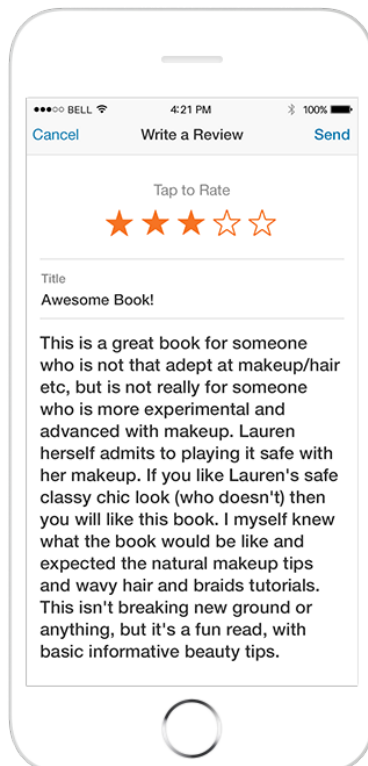 BELL 4:21 PM 100%
Cancel Write a Review Send
Tap to Rate
Title
Awesome Book!
This is a great book for someone
who is not that adept at makeup/hair
etc, but is not really for someone
who is more experimental and
advanced with makeup. Lauren
herself admits to playing it safe with
her makeup. If you like Lauren's safe
classy chic look (who doesn't) then
you will like this book. I myself knew
what the book would be like and
expected the natural makeup tips
and wavy hair and braids tutorials.
This isn't breaking new ground or
anything, but it's a fun read, with
basic informative beauty tips.